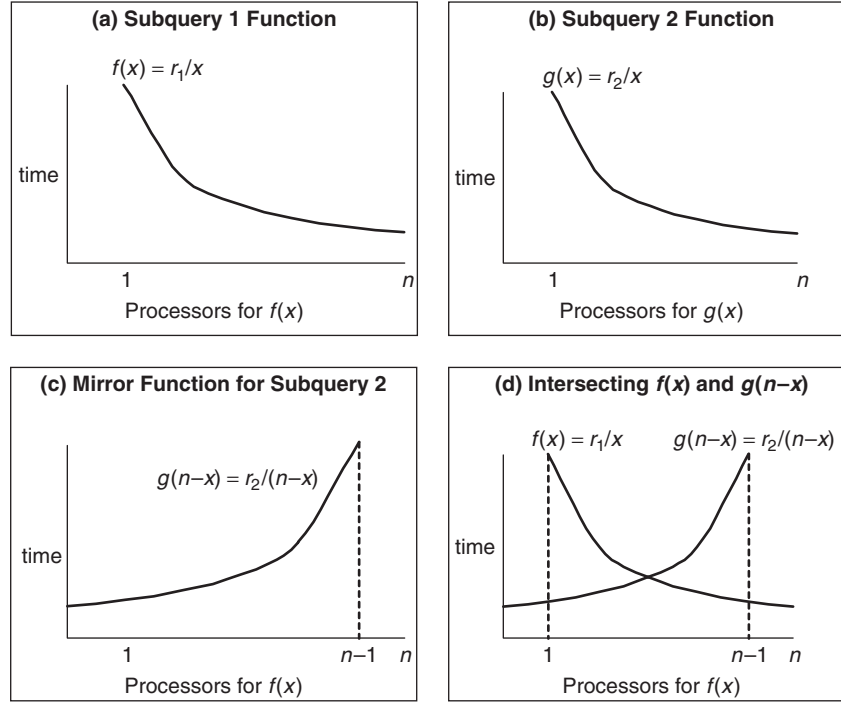 (a) Subquery 1 Function
f(x) = r₁/x
time
1
n
Processors for f(x)
(b) Subquery 2 Function
g(x) = r₂/x
time
1
n
Processors for g(x)
(c) Mirror Function for Subquery 2
g(n–x) = r₂/(n–x)
time
1
n–1
n
Processors for f(x)
(d) Intersecting f(x) and g(n–x)
f(x) = r₁/x
g(n–x) = r₂/(n–x)
time
1
n–1
n
Processors for f(x)